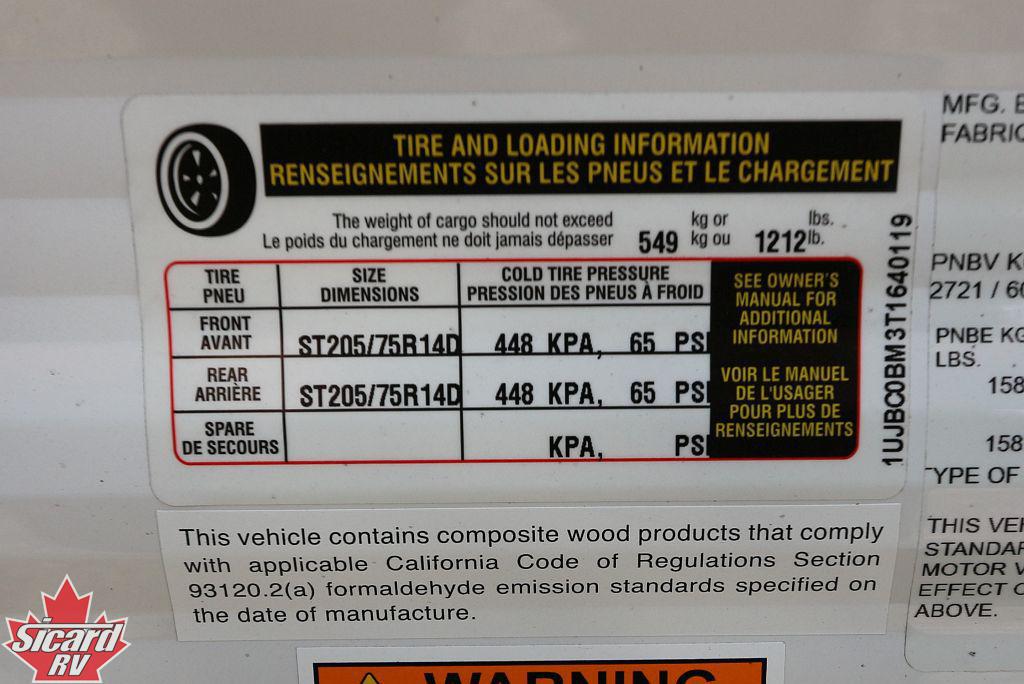 TIRE AND LOADING INFORMATION
RENSEIGNEMENTS SUR LES PNEUS ET LE CHARGEMENT
The weight of cargo should not exceed kg or lbs.
Le poids du chargement ne doit jamais dépasser 549 kg ou 1212 lb.
TIRE SIZE COLD TIRE PRESSURE
PNEU DIMENSIONS PRESSION DES PNEUS À FROID
FRONT
AVANT ST205/75R14D 448 KPA, 65 PSI
REAR
ARRIÈRE ST205/75R14D 448 KPA, 65 PSI
SPARE
DE SECOURS KPA, PSI
SEE OWNER'S
MANUAL FOR
ADDITIONAL
INFORMATION
VOIR LE MANUEL
DE L'USAGER
POUR PLUS DE
RENSEIGNEMENTS
1UJBC0BM3T1640119
This vehicle contains composite wood products that comply
with applicable California Code of Regulations Section
93120.2(a) formaldehyde emission standards specified on
the date of manufacture.
WARNING
MFG.
PNBV
2721 /
PNBE KG
LBS.
158
158
TYPE OF
THIS
MOTOR
EFFECT
ABOVE.
Sicard
RV